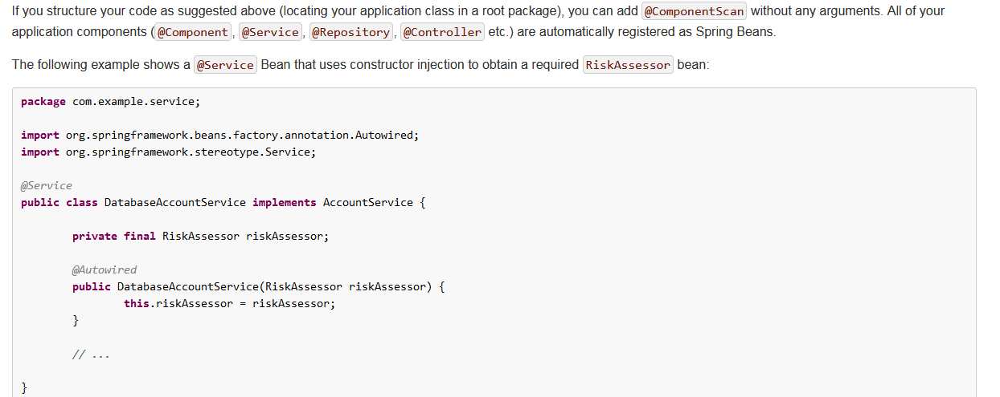 If you structure your code as suggested above (locating your application class in a root package), you can add @ComponentScan without any arguments. All of your
application components (@Component, @Service, @Repository, @Controller etc.) are automatically registered as Spring Beans.
The following example shows a @Service Bean that uses constructor injection to obtain a required RiskAssessor bean:
package com.example.service;
import org.springframework.beans.factory.annotation.Autowired;
import org.springframework.stereotype.Service;
@Service
public class DatabaseAccountService implements AccountService {
private final RiskAssessor riskAssessor;
@Autowired
public DatabaseAccountService(RiskAssessor riskAssessor) {
this.riskAssessor = riskAssessor;
}
// ...
}